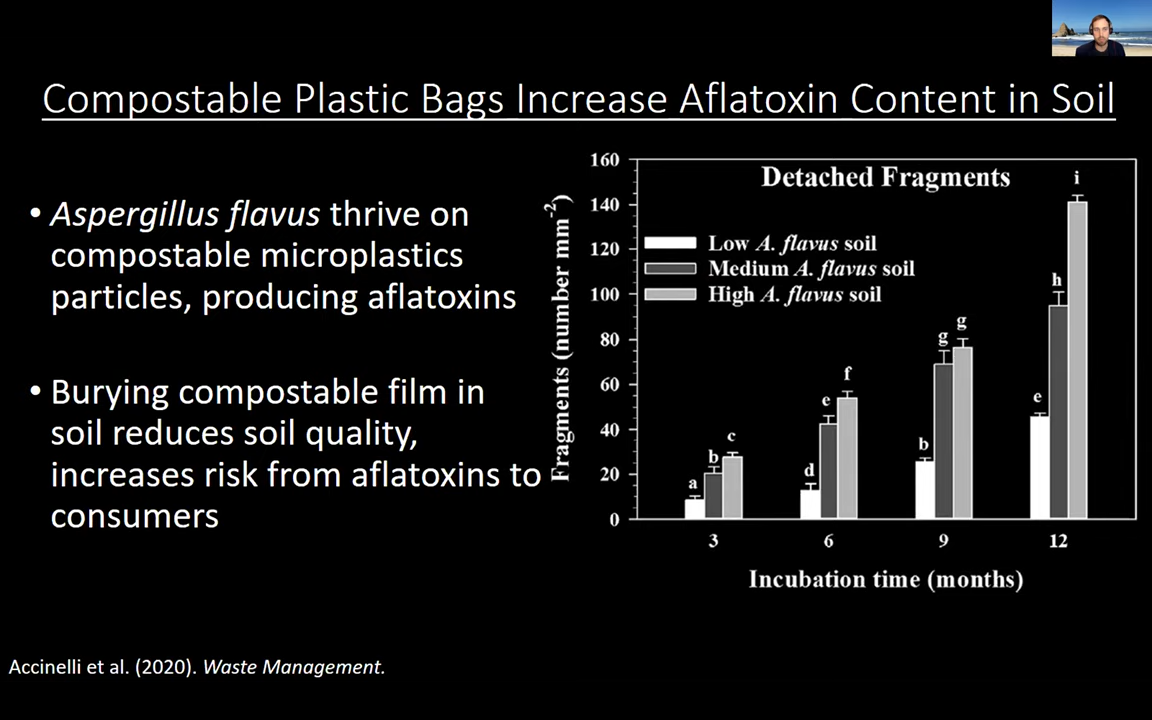 Compostable Plastic Bags Increase Aflatoxin Content in Soil
• Aspergillus flavus thrive on
compostable microplastics
particles, producing aflatoxins
• Burying compostable film in
soil reduces soil quality,
increases risk from aflatoxins to
consumers
Detached Fragments
Low A. flavus soil
Medium A. flavus soil
High A. flavus soil
Fragments (number mm⁻²)
160
140
120
100
80
60
40
20
0
a b c
d e f
b g g
e h i
3 6 9 12
Incubation time (months)
Accinelli et al. (2020). Waste Management.